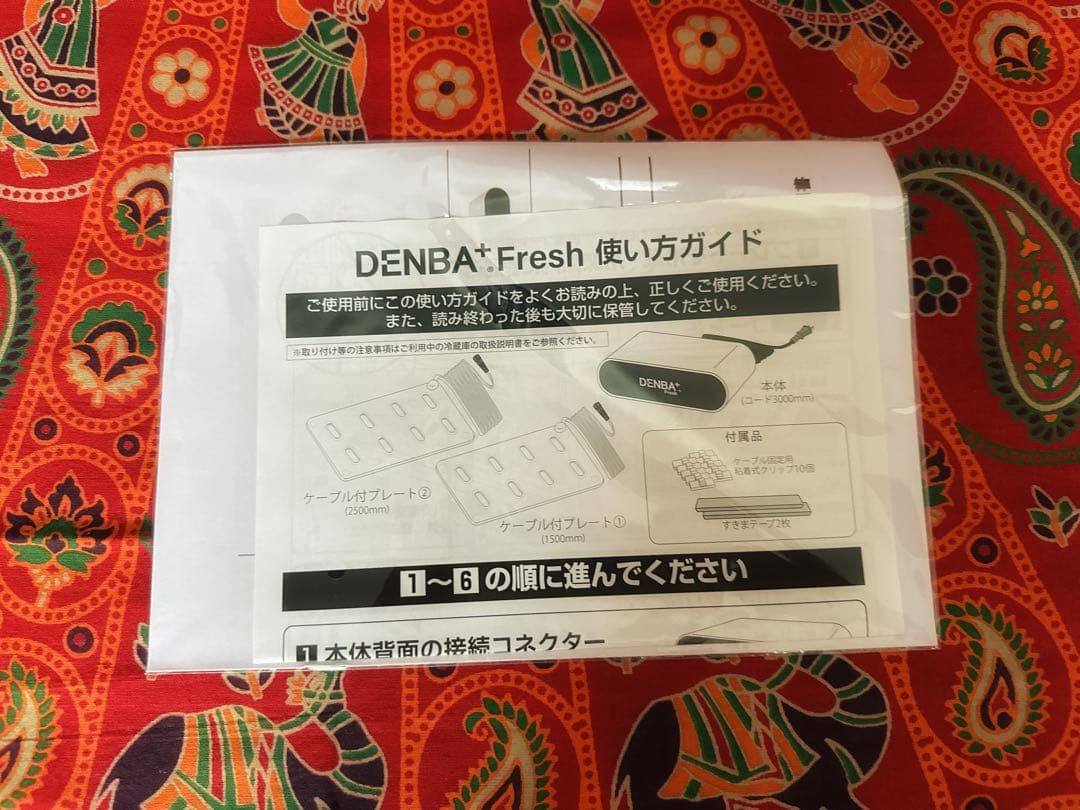 DENBA+® Fresh 使い方ガイド
ご使用前にこの使い方ガイドをよくお読みの上、正しくご使用ください。
また、読み終わった後も大切に保管してください。
※取り付け等の注意事項はご利用中の冷蔵庫の取扱説明書をご参照ください。
DENBA+
Fresh
本体
(コード3000mm)
ケーブル付プレート②
(2500mm)
ケーブル付プレート①
(1500mm)
付属品
ケーブル固定用
粘着式クリップ10個
すきまテープ2枚
1～6の順に進んでください
1 本体背面の接続コネクター